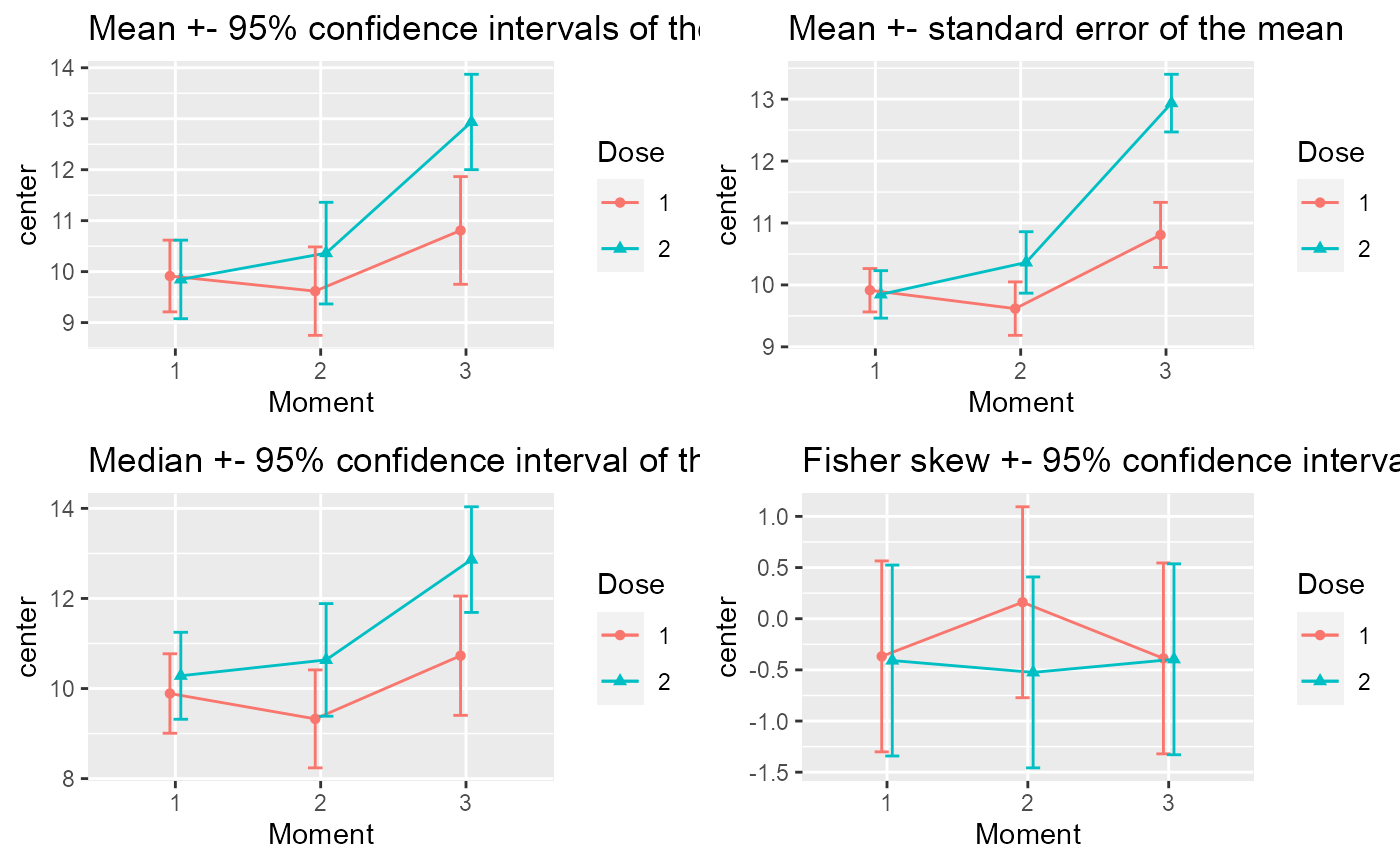 Mean +- 95% confidence intervals of the
14
13
12
11
10
9
center
1 2 3
Moment
Dose
1
2
Mean +- standard error of the mean
13
12
11
10
9
center
1 2 3
Moment
Dose
1
2
Median +- 95% confidence interval of th
14
12
10
8
center
1 2 3
Moment
Dose
1
2
Fisher skew +- 95% confidence interva
1.0
0.5
0.0
-0.5
-1.0
-1.5
center
1 2 3
Moment
Dose
1
2